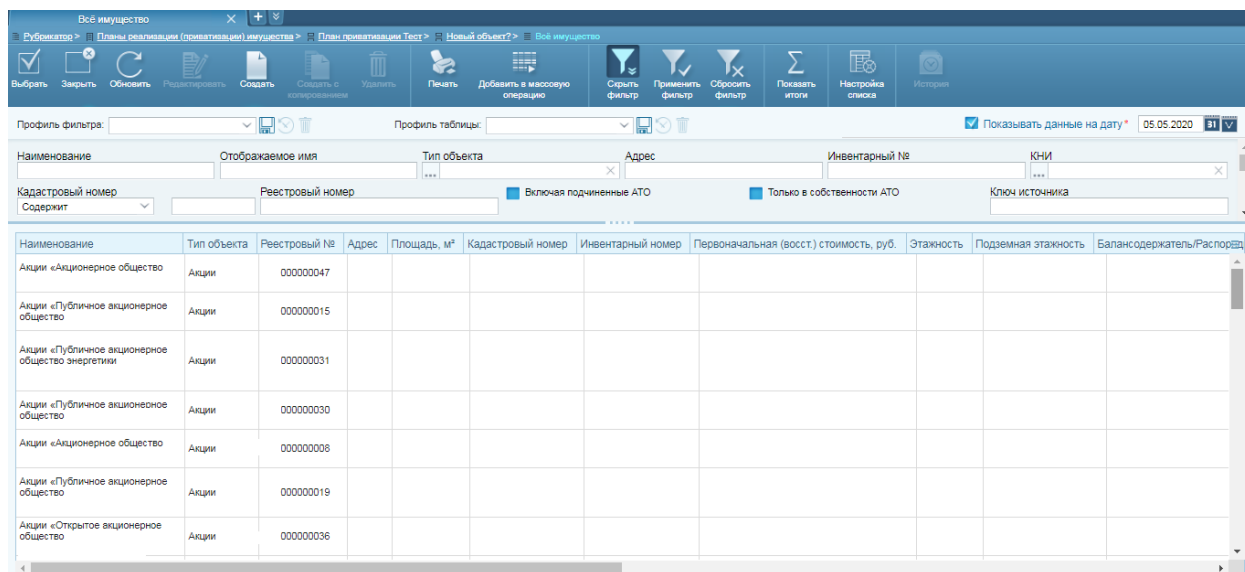 Всё имущество
Рубрикатор > Планы реализации (приватизации) имущества > План приватизации Тест > Новый объект? > Всё имущество
Выбрать Закрыть Обновить Редактировать Создать Создать с копированием Удалить Печать Добавить в массовую операцию Скрыть фильтр Применить фильтр Сбросить фильтр Показать итоги Настройка списка История
Профиль фильтра: Профиль таблицы: Показывать данные на дату * 05.05.2020 31
Наименование Отображаемое имя Тип объекта Адрес Инвентарный № КНИ
Кадастровый номер Реестровый номер Включая подчиненные АТО Только в собственности АТО Ключ источника
Содержит
Наименование Тип объекта Реестровый № Адрес Площадь, м² Кадастровый номер Инвентарный номер Первоначальная (восст.) стоимость, руб. Этажность Подземная этажность Балансодержатель/Распоряд
Акции «Акционерное общество Акции 000000047
Акции «Публичное акционерное
общество Акции 000000015
Акции «Публичное акционерное
общество энергетики Акции 000000031
Акции «Публичное акционерное
общество Акции 000000030
Акции «Акционерное общество Акции 000000008
Акции «Публичное акционерное
общество Акции 000000019
Акции «Открытое акционерное
общество Акции 000000036